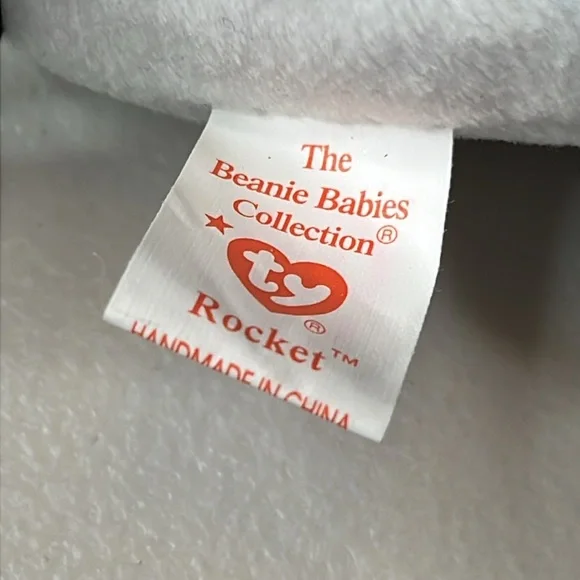 The
Beanie Babies
Collection®
ty
®
Rocket™
HANDMADE IN CHINA